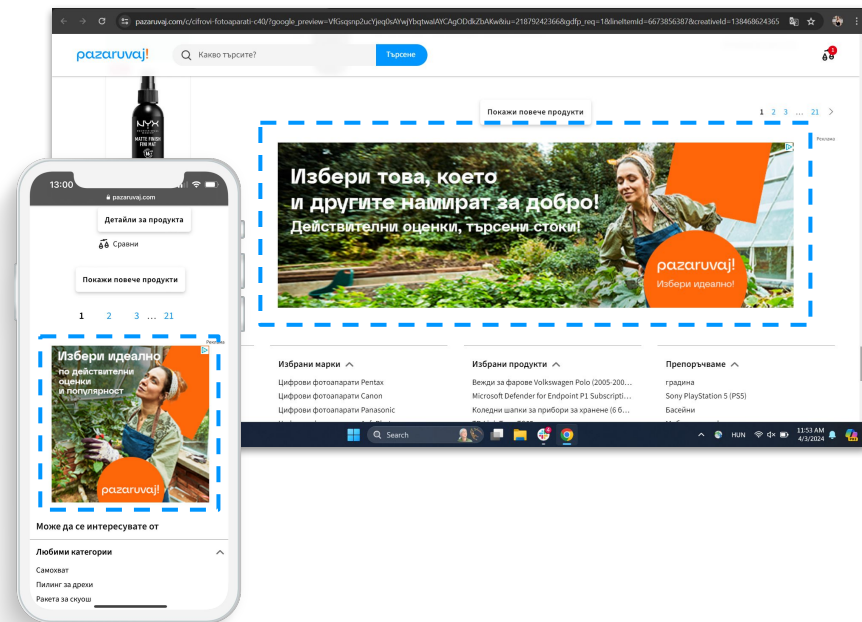 pazaruvaj.com/c/cifrovi-fotoaparati-c40/?google_preview=VfGsqsnp2ucYjeq0sAYwjYbqtwaIAYCAgODdkZbAKw&iu=21879242366&gdfp_req=1&lineItemId=6673856387&creativeId=138468624365
pazaruvaj!
Какво търсите?
Търсене
1
NYX
MATTE FINISH
FINI MAT
Покажи повече продукти
1 2 3 ... 21 >
Реклама
Избери това, което
и другите намират за добро!
Действителни оценки, търсени стоки!
pazaruvaj!
Избери идеално!
Избрани марки
Цифрови фотоапарати Pentax
Цифрови фотоапарати Canon
Цифрови фотоапарати Panasonic
Избрани продукти
Вежди за фарове Volkswagen Polo (2005-200...
Microsoft Defender for Endpoint P1 Subscripti...
Коледни шапки за прибори за хранене (6 б...
Препоръчваме
градина
Sony PlayStation 5 (PS5)
Басейни
Search
HUN
11:53 AM
4/3/2024
13:00
pazaruvaj.com
Детайли за продукта
Сравни
Покажи повече продукти
1 2 3 ... 21
Реклама
Избери идеално
по действителни
оценки
и популярност
pazaruvaj!
Може да се интересувате от
Любими категории
Самохват
Пилинг за дрехи
Ракета за скуош